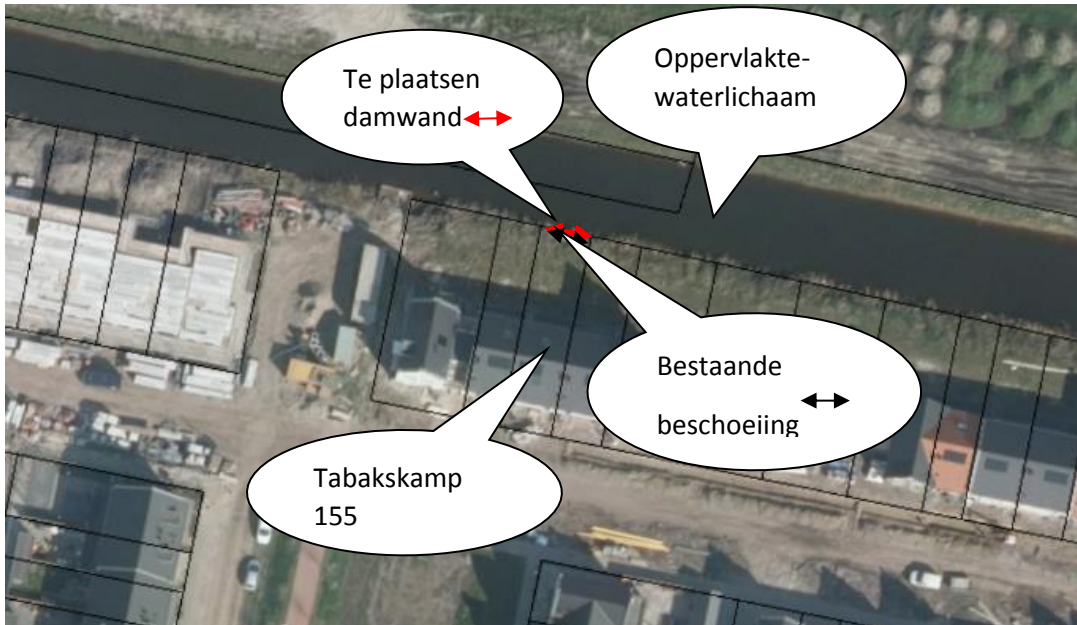 Te plaatsen
damwand
Oppervlakte-
waterlichaam
Bestaande
beschoeiing
Tabakskamp
155